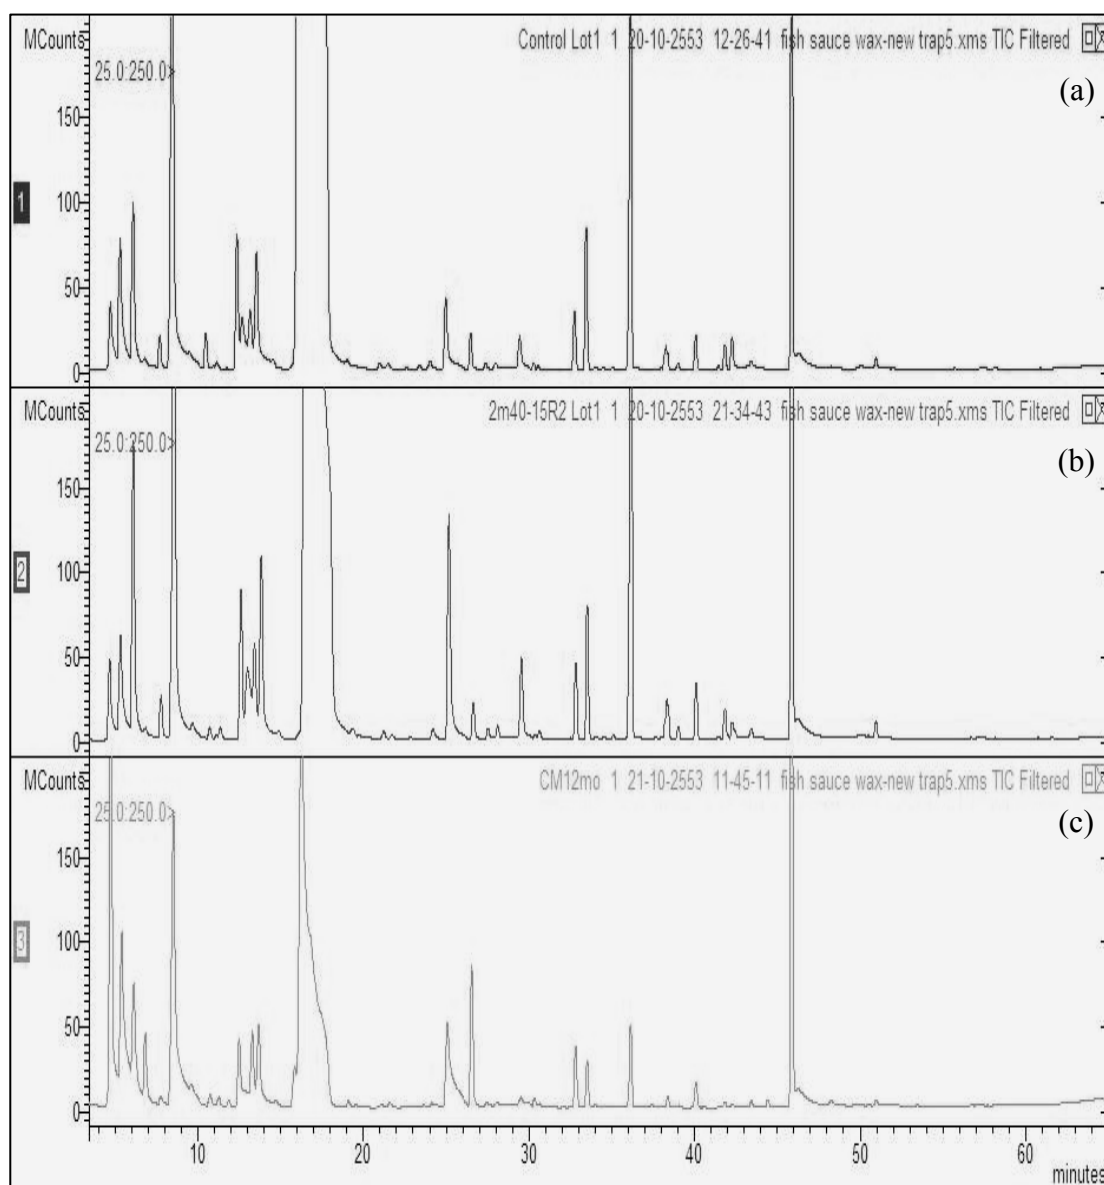 MCounts Control Lot1 1 20-10-2553 12-26-41 fish sauce wax-new trap5.xms TIC Filtered
25.0:250.0>
(a)
150
100
1
50
0
MCounts 2m40-15R2 Lot1 1 20-10-2553 21-34-43 fish sauce wax-new trap5.xms TIC Filtered
25.0:250.0>
(b)
150
100
2
50
0
MCounts CM12mo 1 21-10-2553 11-45-11 fish sauce wax-new trap5.xms TIC Filtered
25.0:250.0>
(c)
150
100
3
50
0
10 20 30 40 50 60
minutes